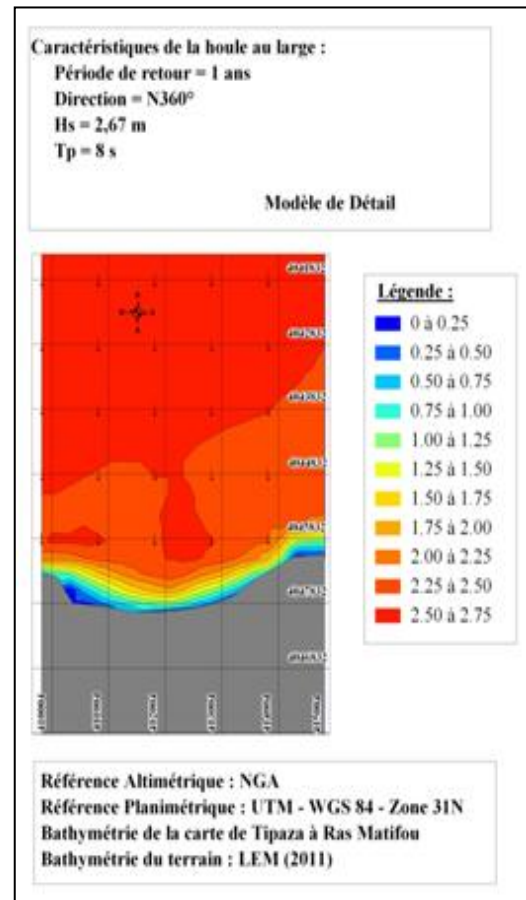 Caractéristiques de la houle au large :
Période de retour = 1 ans
Direction = N360°
Hs = 2,67 m
Tp = 8 s
Modèle de Détail
Légende :
0 à 0.25
0.25 à 0.50
0.50 à 0.75
0.75 à 1.00
1.00 à 1.25
1.25 à 1.50
1.50 à 1.75
1.75 à 2.00
2.00 à 2.25
2.25 à 2.50
2.50 à 2.75
Référence Altimétrique : NGA
Référence Planimétrique : UTM - WGS 84 - Zone 31N
Bathymétrie de la carte de Tipaza à Ras Matifou
Bathymétrie du terrain : LEM (2011)